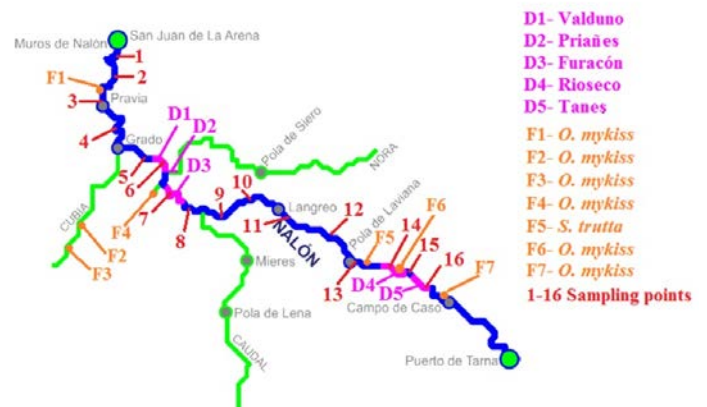 San Juan de La Arena
Muros de Nalón
1
2
F1
3
Pravia
4
Grado
5
6
D1
D2
D3
Pola de Siero
NORA
CUBIA
F2
F3
F4
7
8
9
10
Langreo
11
NALÓN
12
Pola de Laviana
13
F5
14
F6
15
D4
D5
16
F7
Campo de Caso
Mieres
Pola de Lena
CAUDAL
Puerto de Tarna
D1- Valduno
D2- Priañes
D3- Furacón
D4- Rioseco
D5- Tanes
F1- O. mykiss
F2- O. mykiss
F3- O. mykiss
F4- O. mykiss
F5- S. trutta
F6- O. mykiss
F7- O. mykiss
1-16 Sampling points